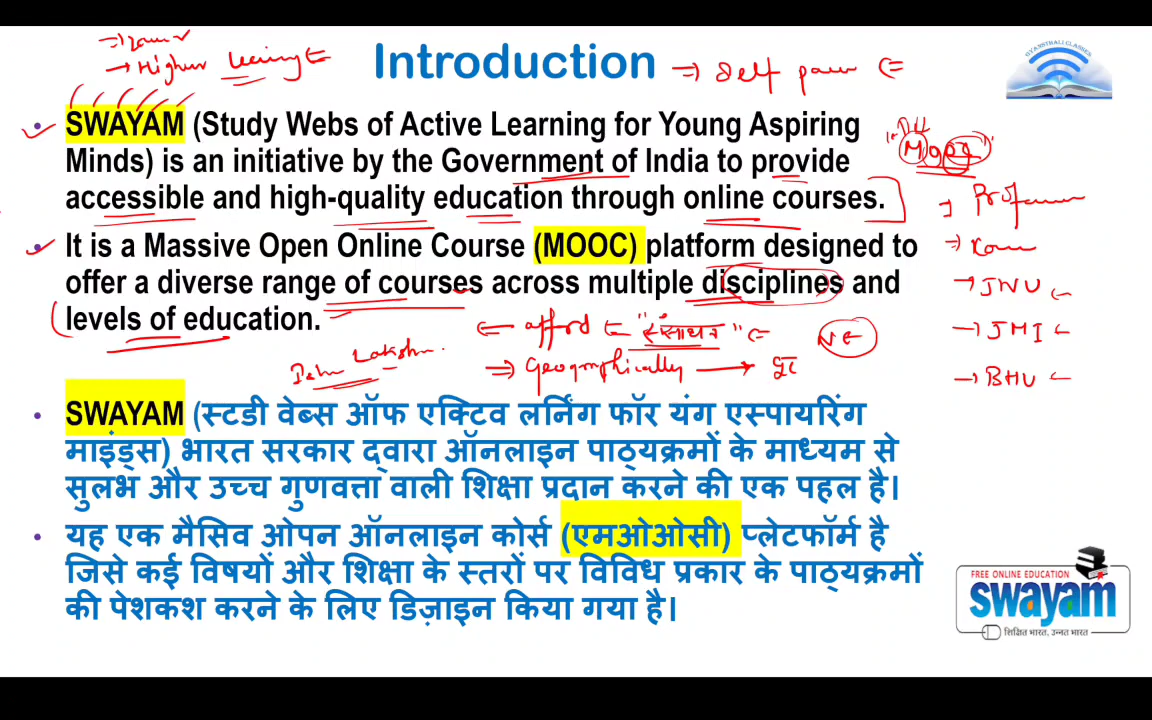 Introduction
→ Self
→ Higher
GYANSTHALI CLASSES
• SWAYAM (Study Webs of Active Learning for Young Aspiring
Minds) is an initiative by the Government of India to provide
accessible and high-quality education through online courses.
MOOC
• It is a Massive Open Online Course (MOOC) platform designed to
offer a diverse range of courses across multiple disciplines and
levels of education.
→ JNU
→ JMI
→ BHU
afford "संसाधन"
NE
Lakshm
⇒ Geographically →
• SWAYAM (स्टडी वेब्स ऑफ एक्टिव लर्निंग फॉर यंग एस्पायरिंग
माइंड्स) भारत सरकार द्वारा ऑनलाइन पाठ्यक्रमों के माध्यम से
सुलभ और उच्च गुणवत्ता वाली शिक्षा प्रदान करने की एक पहल है।
• यह एक मैसिव ओपन ऑनलाइन कोर्स (एमओओसी) प्लेटफॉर्म है
जिसे कई विषयों और शिक्षा के स्तरों पर विविध प्रकार के पाठ्यक्रमों
की पेशकश करने के लिए डिज़ाइन किया गया है।
FREE ONLINE EDUCATION
swayam
शिक्षित भारत, उन्नत भारत